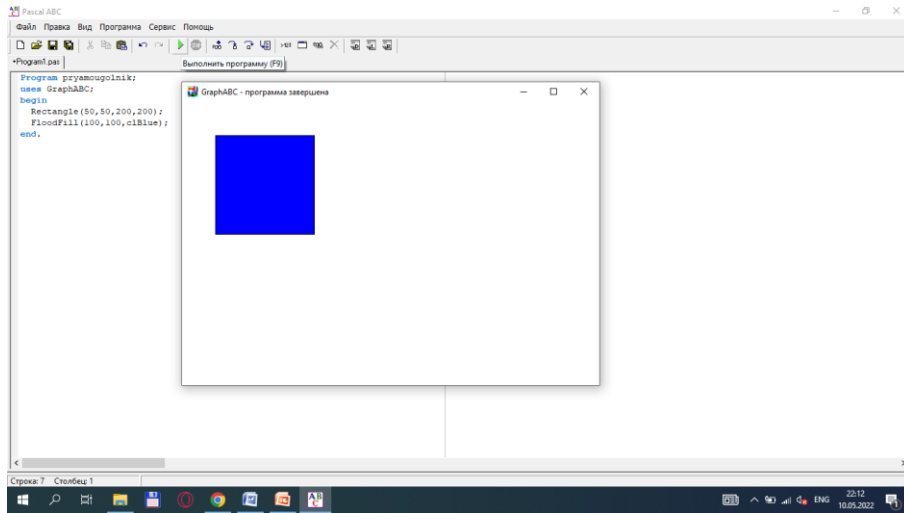 Pascal ABC
Файл Правка Вид Программа Сервис Помощь
•Program1.pas
Выполнить программу (F9)
Program pryamougolnik;
uses GraphABC;
begin
Rectangle(50,50,200,200);
FloodFill(100,100,clBlue);
end.
GraphABC - программа завершена
Строка: 7 Столбец: 1
ENG
22:12
10.05.2022